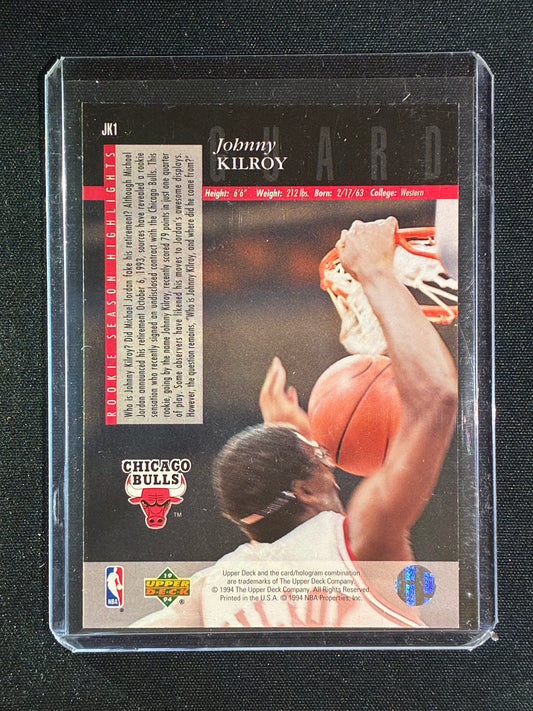 JK1
GUARD
Johnny
KILROY
Height: 6'6" Weight: 212 lbs. Born: 2/17/63 College: Western
ROOKIE SEASON HIGHLIGHTS
Who is Johnny Kilroy? Did Michael Jordan fake his retirement? Although Michael
Jordan announced his retirement October 6, 1993, sources have revealed a rookie
sensation who recently signed an undisclosed contract with the Chicago Bulls. This
rookie, going by the name Johnny Kilroy, recently scored 79 points in just one quarter
of play. Some observers have likened his moves to Jordan's awesome displays.
However, the question remains, "Who is Johnny Kilroy, and where did he come from?"
CHICAGO
BULLS
TM
NBA
®
19
UPPER
DECK
94
®
Upper Deck and the card/hologram combination
are trademarks of The Upper Deck Company.
© 1994 The Upper Deck Company. All Rights Reserved.
Printed in the U.S.A. © 1994 NBA Properties, Inc.